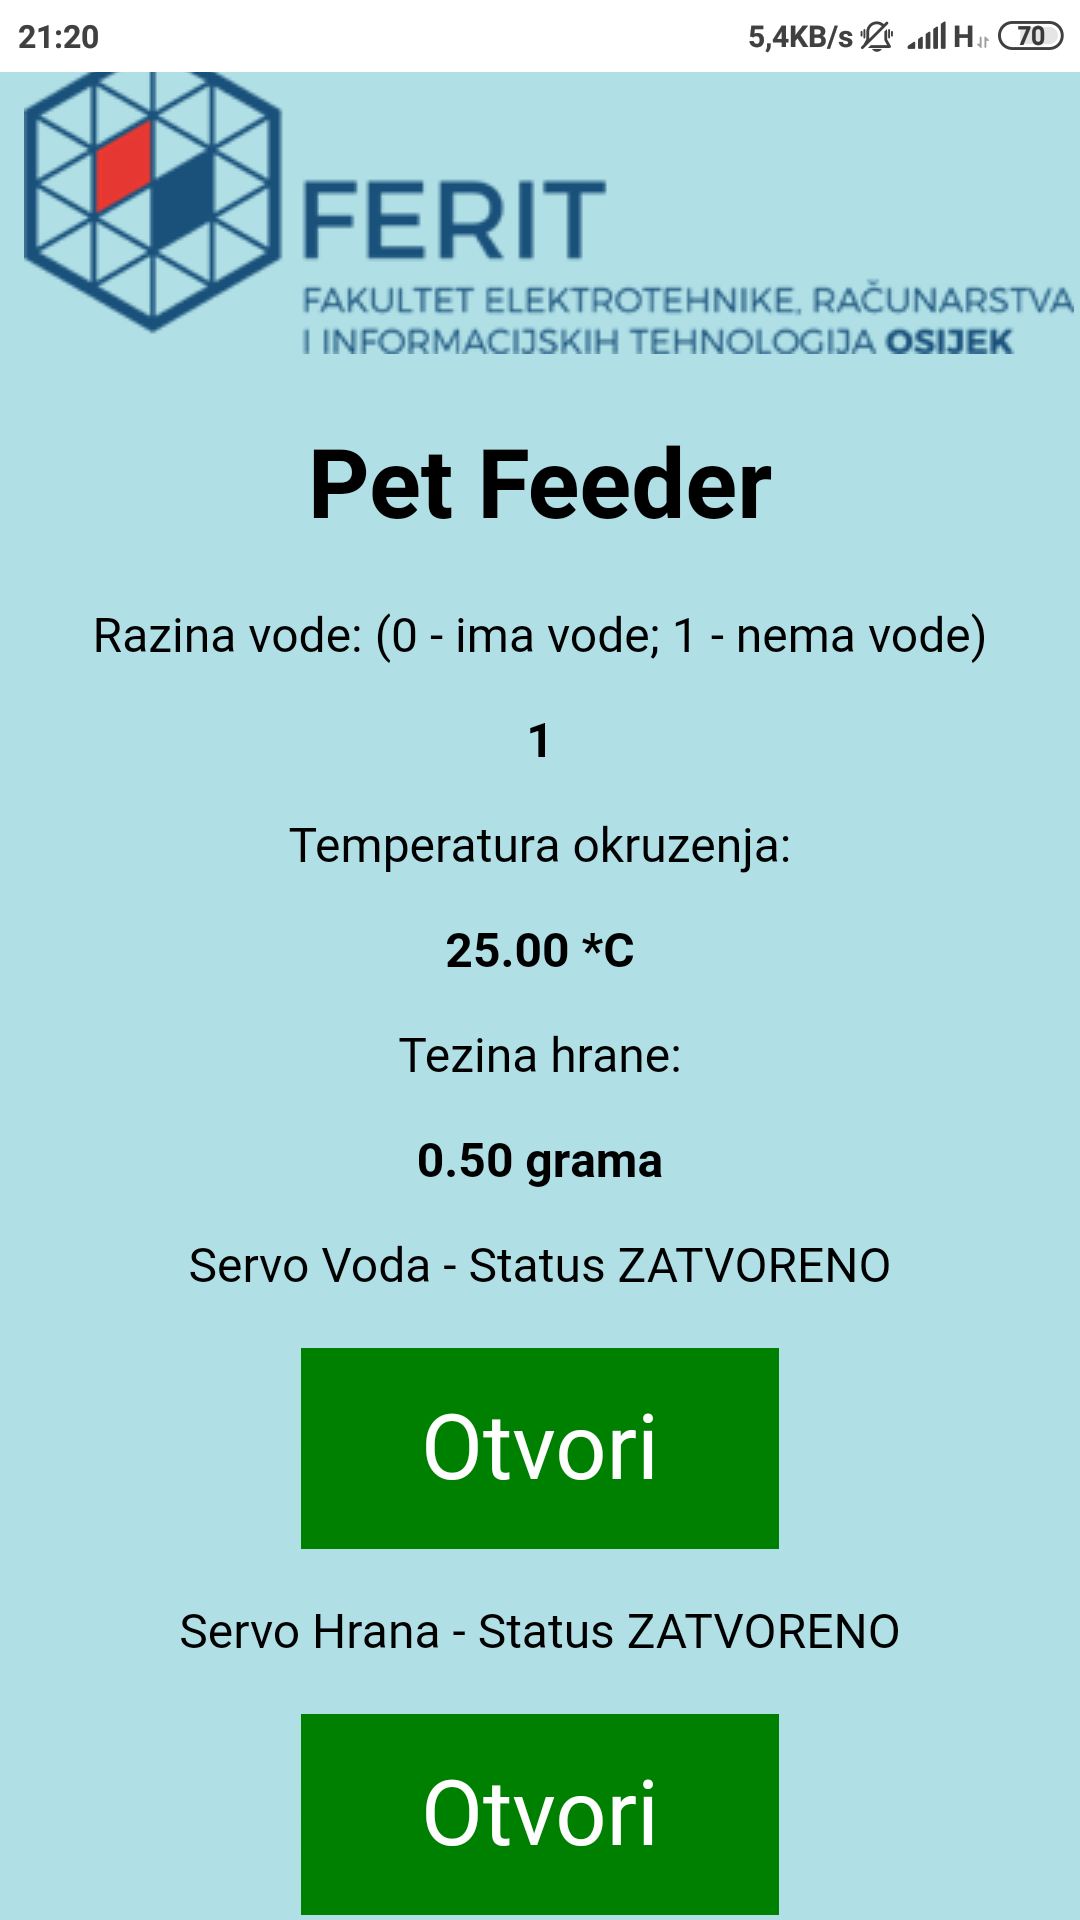 21:20 5,4KB/s H 70
FERIT
FAKULTET ELEKTROTEHNIKE, RAČUNARSTVA
I INFORMACIJSKIH TEHNOLOGIJA OSIJEK
Pet Feeder
Razina vode: (0 - ima vode; 1 - nema vode)
1
Temperatura okruzenja:
25.00 *C
Tezina hrane:
0.50 grama
Servo Voda - Status ZATVORENO
Otvori
Servo Hrana - Status ZATVORENO
Otvori